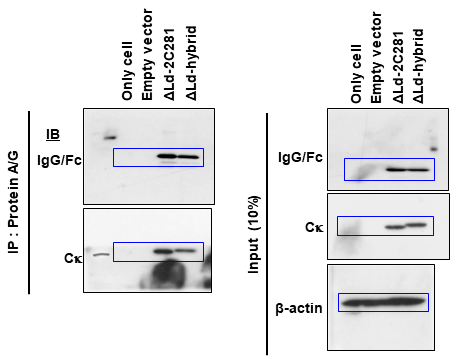 Only cell
Empty vector
ΔLd-2C281
ΔLd-hybrid
IP : Protein A/G
IB
IgG/Fc
Cκ
Only cell
Empty vector
ΔLd-2C281
ΔLd-hybrid
Input (10%)
IgG/Fc
Cκ
β-actin